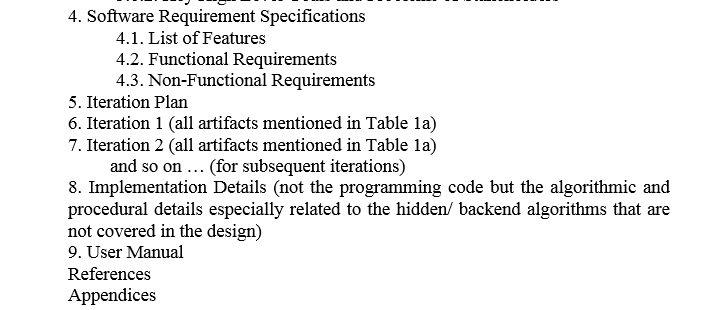 4. Software Requirement Specifications
4.1. List of Features
4.2. Functional Requirements
4.3. Non-Functional Requirements
5. Iteration Plan
6. Iteration 1 (all artifacts mentioned in Table 1a)
7. Iteration 2 (all artifacts mentioned in Table 1a)
and so on … (for subsequent iterations)
8. Implementation Details (not the programming code but the algorithmic and
procedural details especially related to the hidden/ backend algorithms that are
not covered in the design)
9. User Manual
References
Appendices